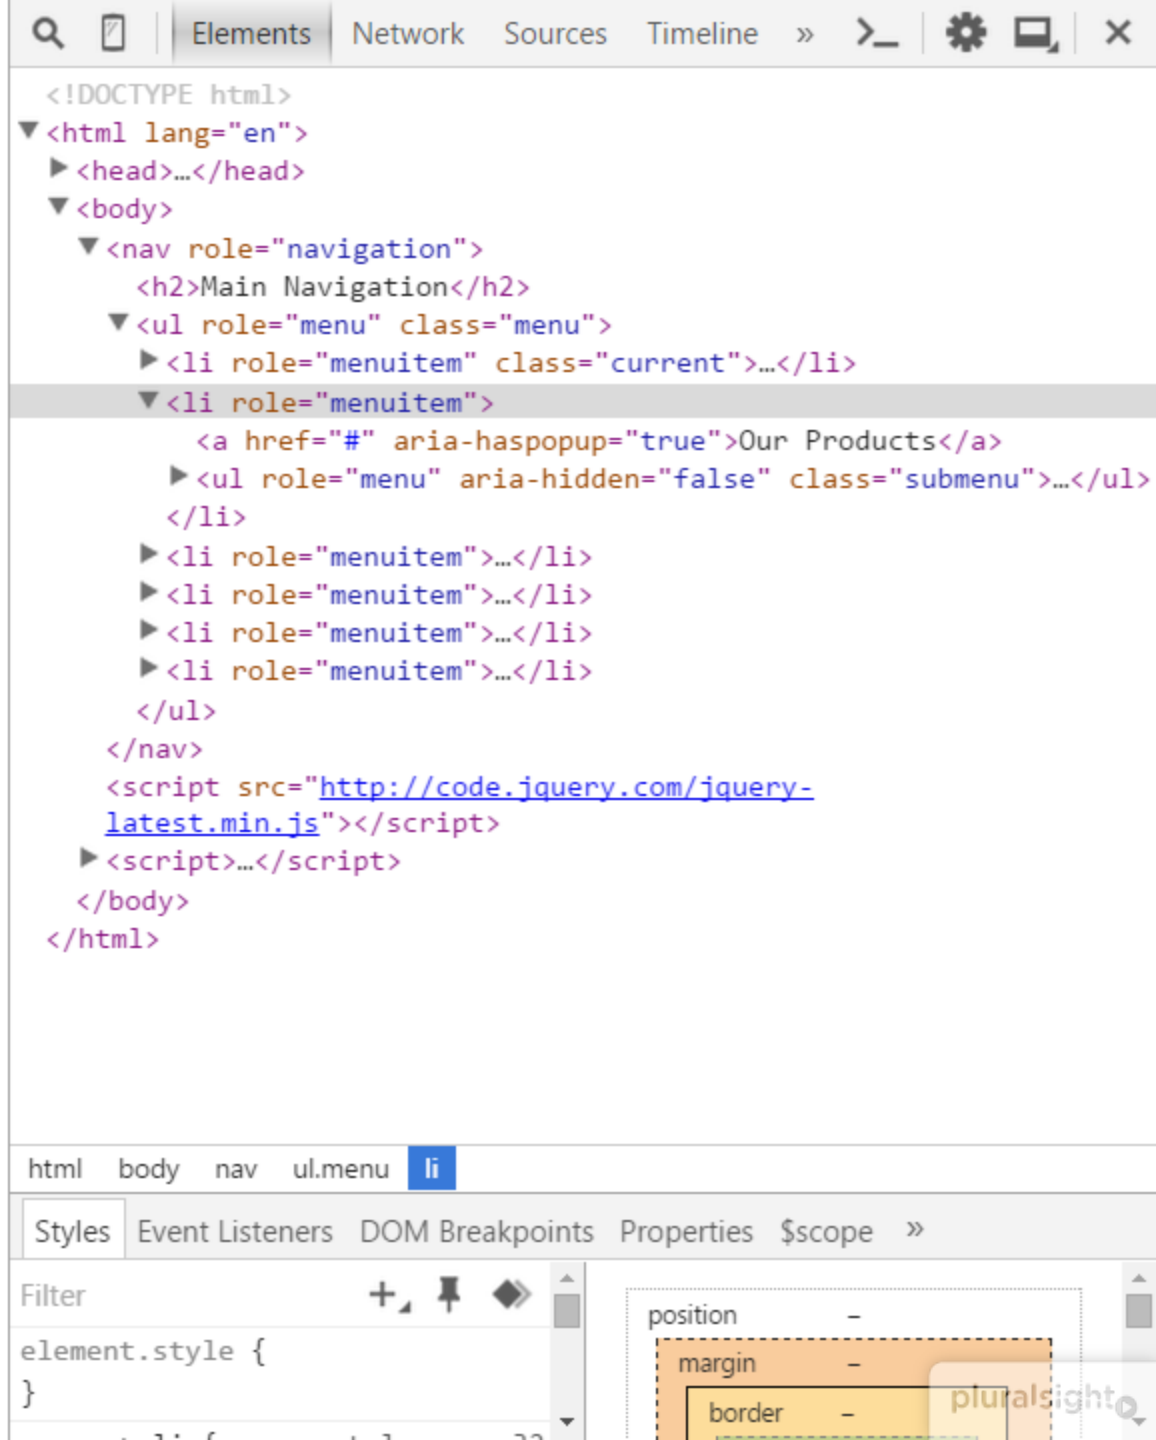 Elements Network Sources Timeline »
<!DOCTYPE html>
<html lang="en">
<head>…</head>
<body>
<nav role="navigation">
<h2>Main Navigation</h2>
<ul role="menu" class="menu">
<li role="menuitem" class="current">…</li>
<li role="menuitem">
<a href="#" aria-haspopup="true">Our Products</a>
<ul role="menu" aria-hidden="false" class="submenu">…</ul>
</li>
<li role="menuitem">…</li>
<li role="menuitem">…</li>
<li role="menuitem">…</li>
<li role="menuitem">…</li>
</ul>
</nav>
<script src="http://code.jquery.com/jquery-
latest.min.js"></script>
<script>…</script>
</body>
</html>
html body nav ul.menu li
Styles Event Listeners DOM Breakpoints Properties $scope »
Filter
element.style {
}
position –
margin –
border –
pluralsight